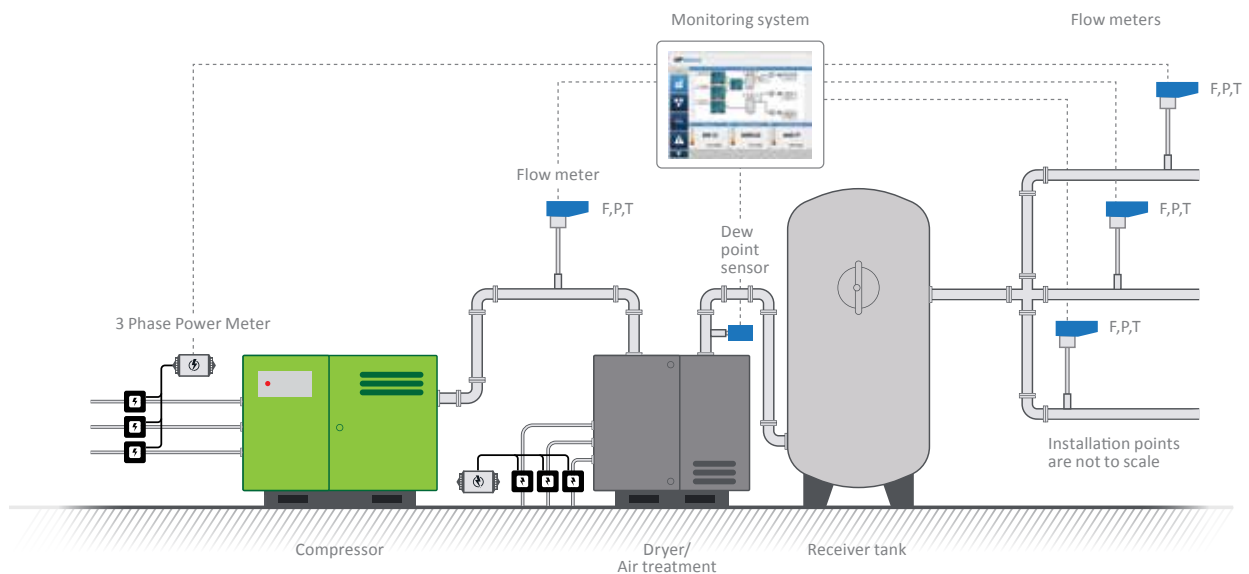 Monitoring system
Flow meters
F,P,T
Flow meter
F,P,T
F,P,T
Dew
point
sensor
3 Phase Power Meter
F,P,T
Installation points
are not to scale
Compressor
Dryer/
Air treatment
Receiver tank